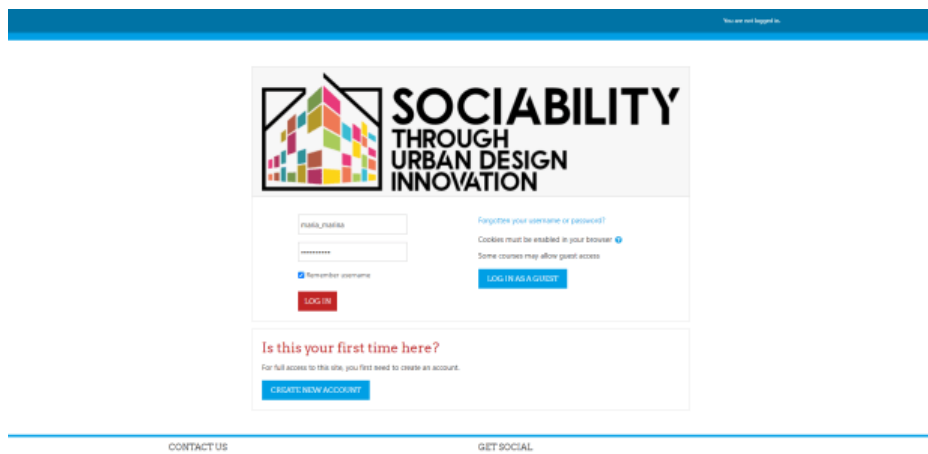 You are not logged in.
SOCIABILITY
THROUGH
URBAN DESIGN
INNOVATION
maria_marina
Forgotten your username or password?
Cookies must be enabled in your browser
••••••••••
Some courses may allow guest access
Remember username
LOG IN AS A GUEST
LOG IN
Is this your first time here?
For full access to this site, you first need to create an account.
CREATE NEW ACCOUNT
CONTACT US
GET SOCIAL